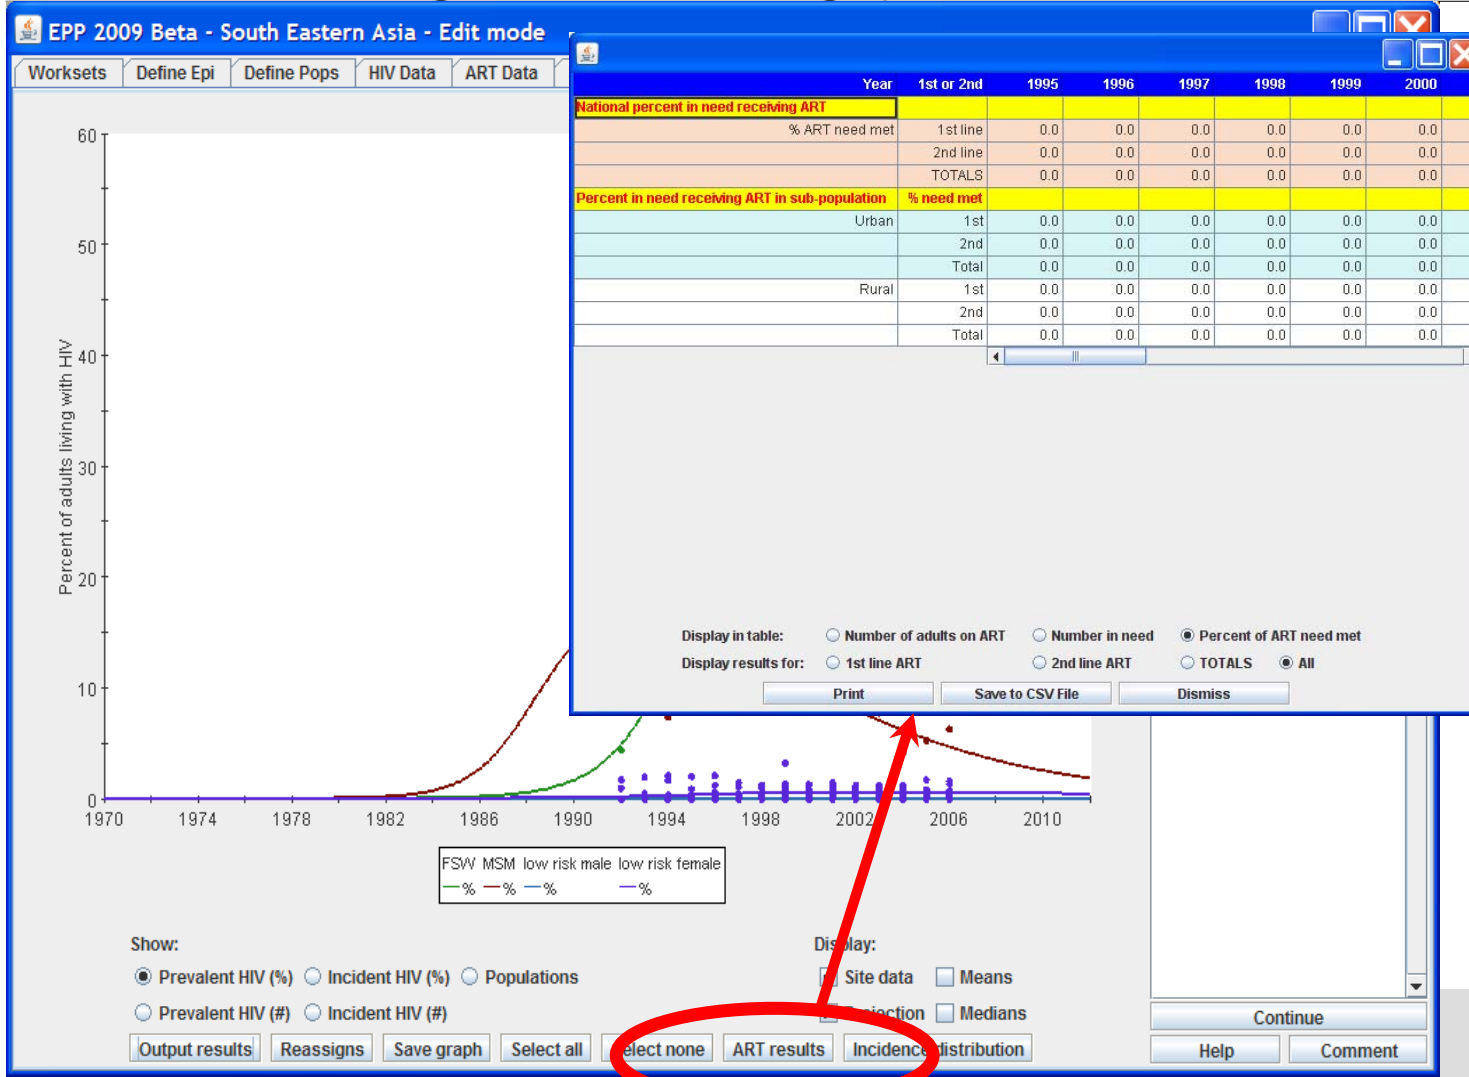 EPP 2009 Beta - South Eastern Asia - Edit mode
Worksets Define Epi Define Pops HIV Data ART Data
Year 1st or 2nd 1995 1996 1997 1998 1999 2000
National percent in need receiving ART
% ART need met 1st line 0.0 0.0 0.0 0.0 0.0 0.0
2nd line 0.0 0.0 0.0 0.0 0.0 0.0
TOTALS 0.0 0.0 0.0 0.0 0.0 0.0
Percent in need receiving ART in sub-population % need met
Urban 1st 0.0 0.0 0.0 0.0 0.0 0.0
2nd 0.0 0.0 0.0 0.0 0.0 0.0
Total 0.0 0.0 0.0 0.0 0.0 0.0
Rural 1st 0.0 0.0 0.0 0.0 0.0 0.0
2nd 0.0 0.0 0.0 0.0 0.0 0.0
Total 0.0 0.0 0.0 0.0 0.0 0.0
Display in table: Number of adults on ART Number in need Percent of ART need met
Display results for: 1st line ART 2nd line ART TOTALS All
Print Save to CSV File Dismiss
Percent of adults living with HIV
60
50
40
30
20
10
0
1970 1974 1978 1982 1986 1990 1994 1998 2002 2006 2010
FSW MSM low risk male low risk female
% % % %
Show:
Prevalent HIV (%) Incident HIV (%) Populations
Prevalent HIV (#) Incident HIV (#)
Display:
Site data Means
Projection Medians
Output results Reassigns Save graph Select all Select none ART results Incidence distribution
Continue
Help Comment